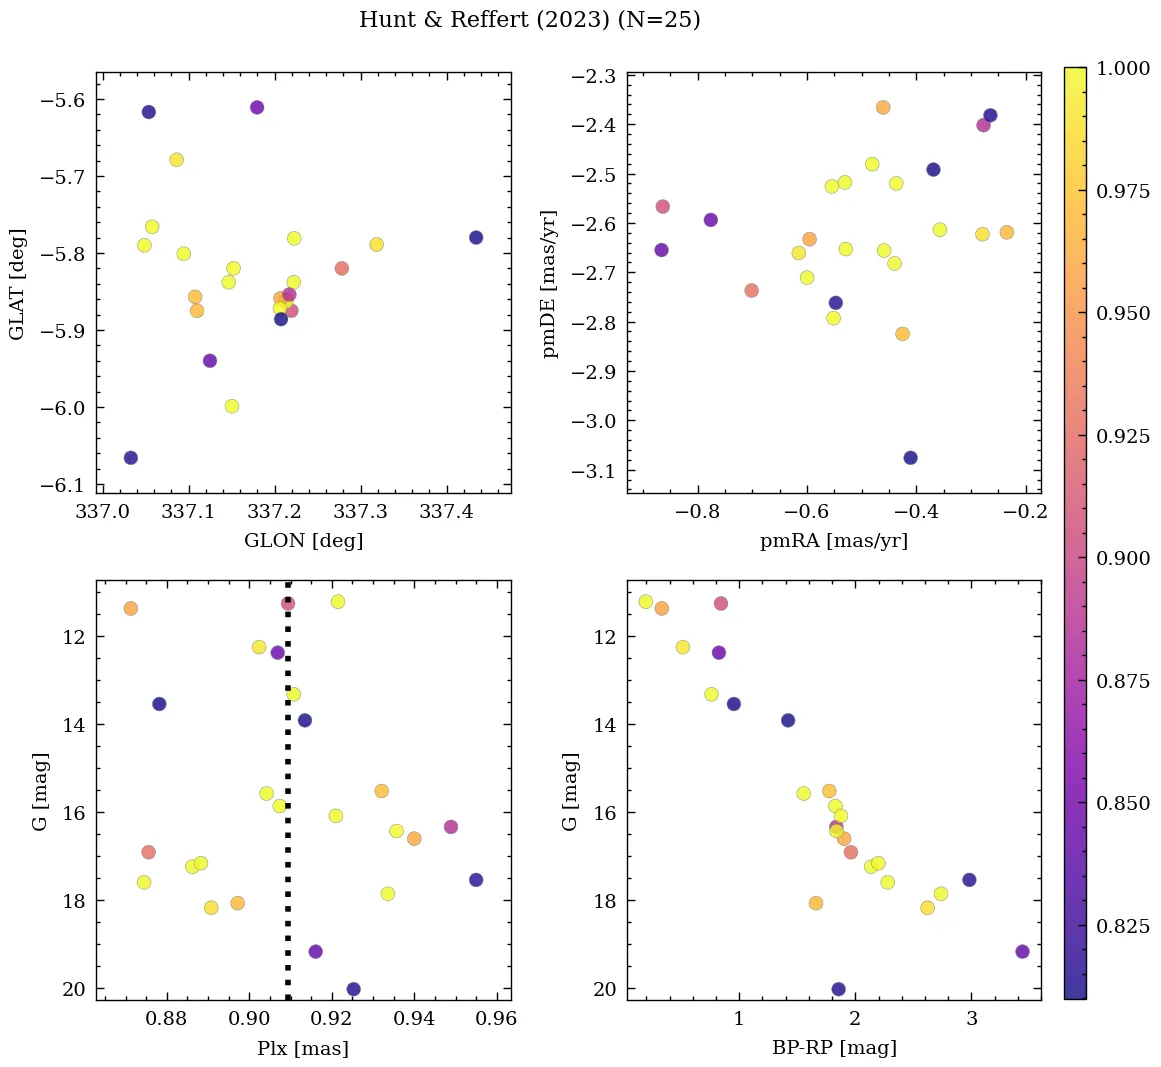 Hunt & Reffert (2023) (N=25)
−5.6
−5.7
−5.8
−5.9
−6.0
−6.1
GLAT [deg]
337.0 337.1 337.2 337.3 337.4
GLON [deg]
−2.3
−2.4
−2.5
−2.6
−2.7
−2.8
−2.9
−3.0
−3.1
pmDE [mas/yr]
−0.8 −0.6 −0.4 −0.2
pmRA [mas/yr]
12
14
16
18
20
G [mag]
0.88 0.90 0.92 0.94 0.96
Plx [mas]
12
14
16
18
20
G [mag]
1 2 3
BP-RP [mag]
1.000
0.975
0.950
0.925
0.900
0.875
0.850
0.825